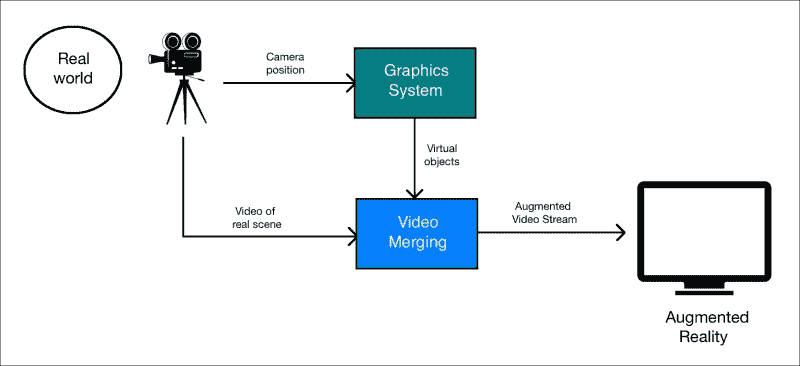 Real
world
Camera
position
Graphics
System
Virtual
objects
Video of
real scene
Video
Merging
Augmented
Video Stream
Augmented
Reality